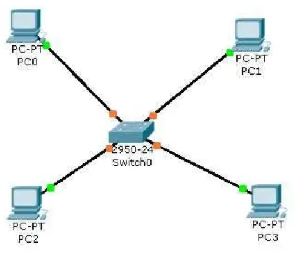 PC-PT
PC0
PC-PT
PC1
2950-24
Switch0
PC-PT
PC2
PC-PT
PC3